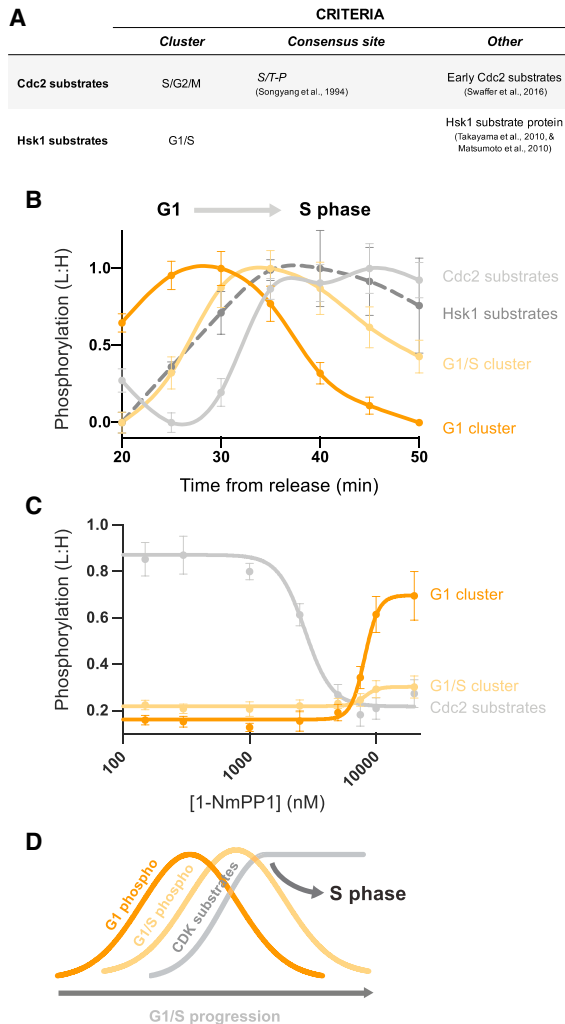 A
CRITERIA
Cluster Consensus site Other
Cdc2 substrates S/G2/M S/T-P Early Cdc2 substrates
(Songyang et al., 1994) (Swaffer et al., 2016)
Hsk1 substrates G1/S Hsk1 substrate protein
(Takayama et al., 2010, &
Matsumoto et al., 2010)
B
G1 S phase
Phosphorylation (L:H)
1.0
0.5
0.0
20 30 40 50
Time from release (min)
Cdc2 substrates
Hsk1 substrates
G1/S cluster
G1 cluster
C
Phosphorylation (L:H)
1.0
0.8
0.6
0.4
0.2
100 1000 10000
[1-NmPP1] (nM)
G1 cluster
G1/S cluster
Cdc2 substrates
D
G1 phospho
G1/S phospho
CDK substrates
S phase
G1/S progression